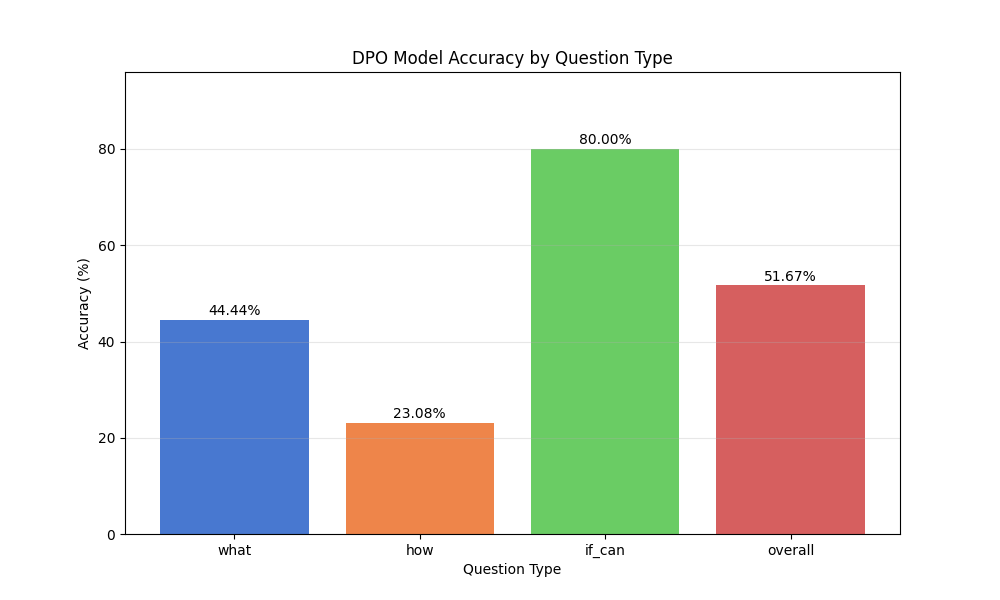 DPO Model Accuracy by Question Type
80.00%
80
60
51.67%
44.44%
Accuracy (%)
40
23.08%
20
0
what how if_can overall
Question Type